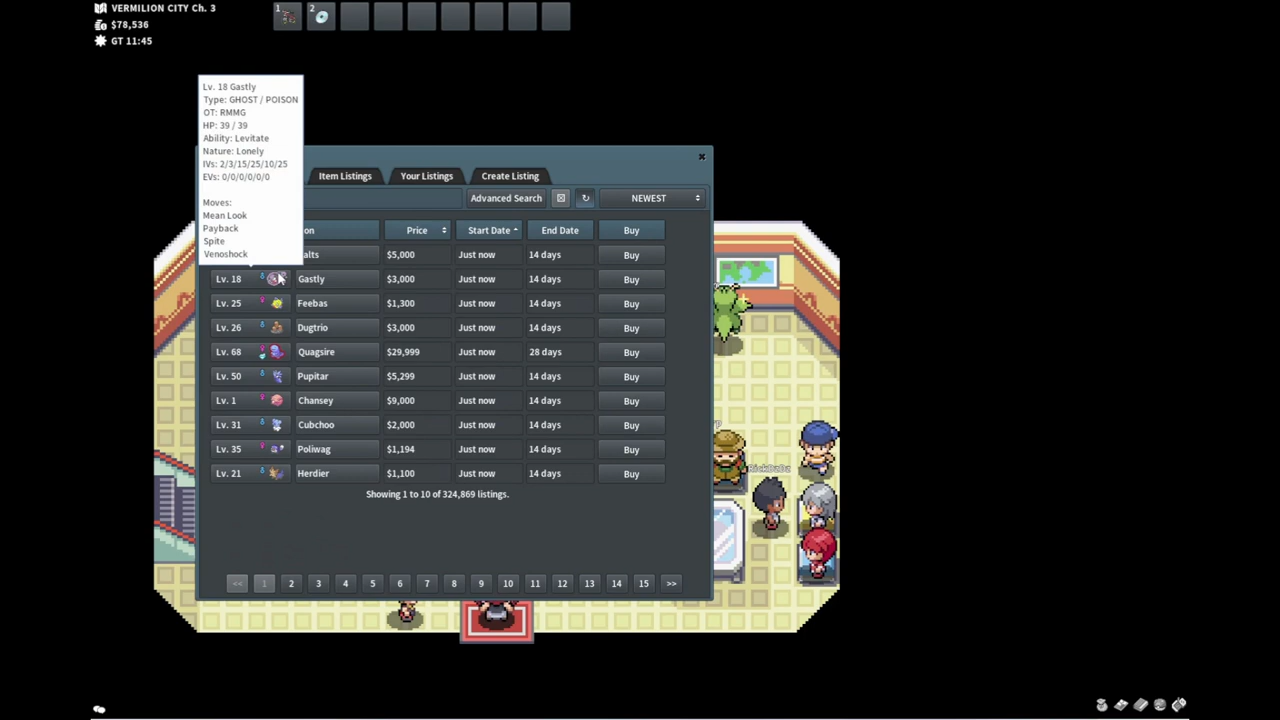 VERMILION CITY Ch. 3
$78,536
GT 11:45
1 2
Lv. 18 Gastly
Type: GHOST / POISON
OT: RMMG
HP: 39 / 39
Ability: Levitate
Nature: Lonely
IVs: 2/3/15/25/10/25
EVs: 0/0/0/0/0/0
Moves:
Mean Look
Payback
Spite
Venoshock
Item Listings Your Listings Create Listing
Advanced Search NEWEST
on Price Start Date End Date Buy
alts $5,000 Just now 14 days Buy
Lv. 18 Gastly $3,000 Just now 14 days Buy
Lv. 25 Feebas $1,300 Just now 14 days Buy
Lv. 26 Dugtrio $3,000 Just now 14 days Buy
Lv. 68 Quagsire $29,999 Just now 28 days Buy
Lv. 50 Pupitar $5,299 Just now 14 days Buy
Lv. 1 Chansey $9,000 Just now 14 days Buy
Lv. 31 Cubchoo $2,000 Just now 14 days Buy
Lv. 35 Poliwag $1,194 Just now 14 days Buy
Lv. 21 Herdier $1,100 Just now 14 days Buy
Showing 1 to 10 of 324,869 listings.
<< 1 2 3 4 5 6 7 8 9 10 11 12 13 14 15 >>
RickDzDz